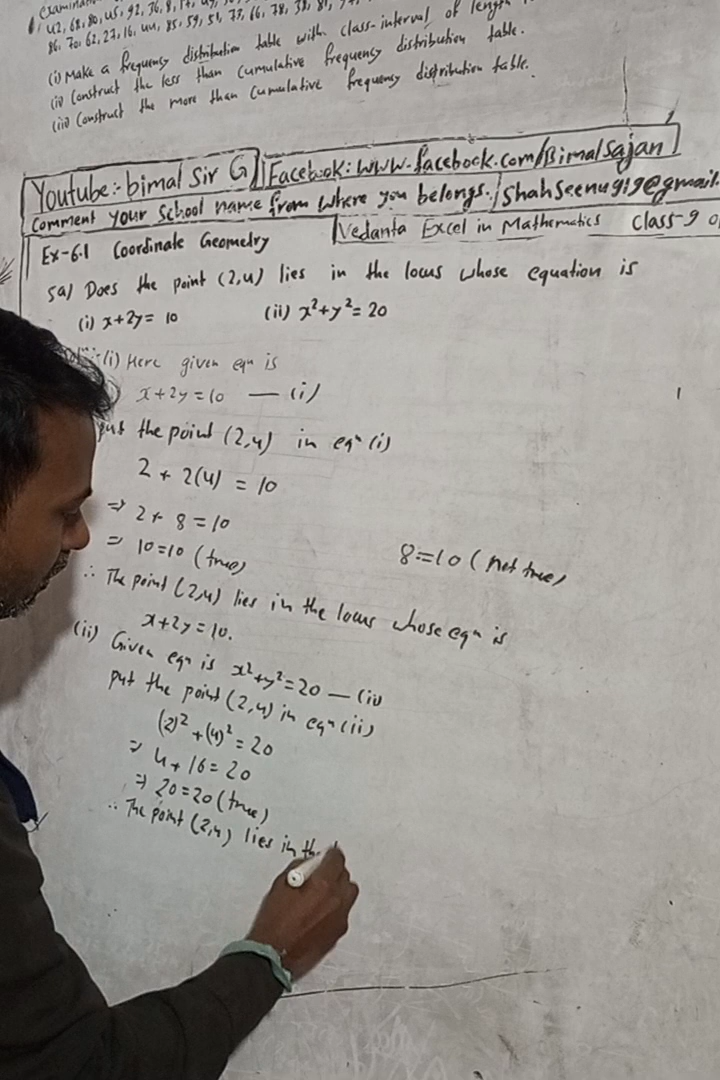 42, 68, 80, 45, 92, 36, 8, 17,
86, 70, 62, 27, 16, 44, 85, 59, 51, 73, 16, 78,
(i) Make a frequency distribution table with class-interval of length
(ii) Construct the less than cumulative frequency distribution table.
(iii) Construct the more than cumulative frequency distribution table.
Youtube:- bimal Sir G Facebook: www.facebook.com/Bimalsajan
Comment your school name from where you belongs. shahseenu919@gmail.
Ex-6.1 Coordinate Geometry Vedanta Excel in Mathematics Class-9
5a) Does the point (2,4) lies in the locus whose equation is
(i) x+2y= 10 (ii) x²+y²= 20
(i) Here given eqn is
x+2y=10 — (i)
put the point (2,4) in eqn (i)
2 + 2(4) = 10
⇒ 2+ 8 = 10
⇒ 10=10 (true) 8=10 ( not true)
∴ The point (2,4) lies in the locus whose eqn is
x+2y=10.
(ii) Given eqn is x²+y²=20 — (ii)
put the point (2,4) in eqn (ii)
(2)² +(4)² = 20
⇒ 4+ 16= 20
⇒ 20=20 (true)
∴ The point (2,4) lies in